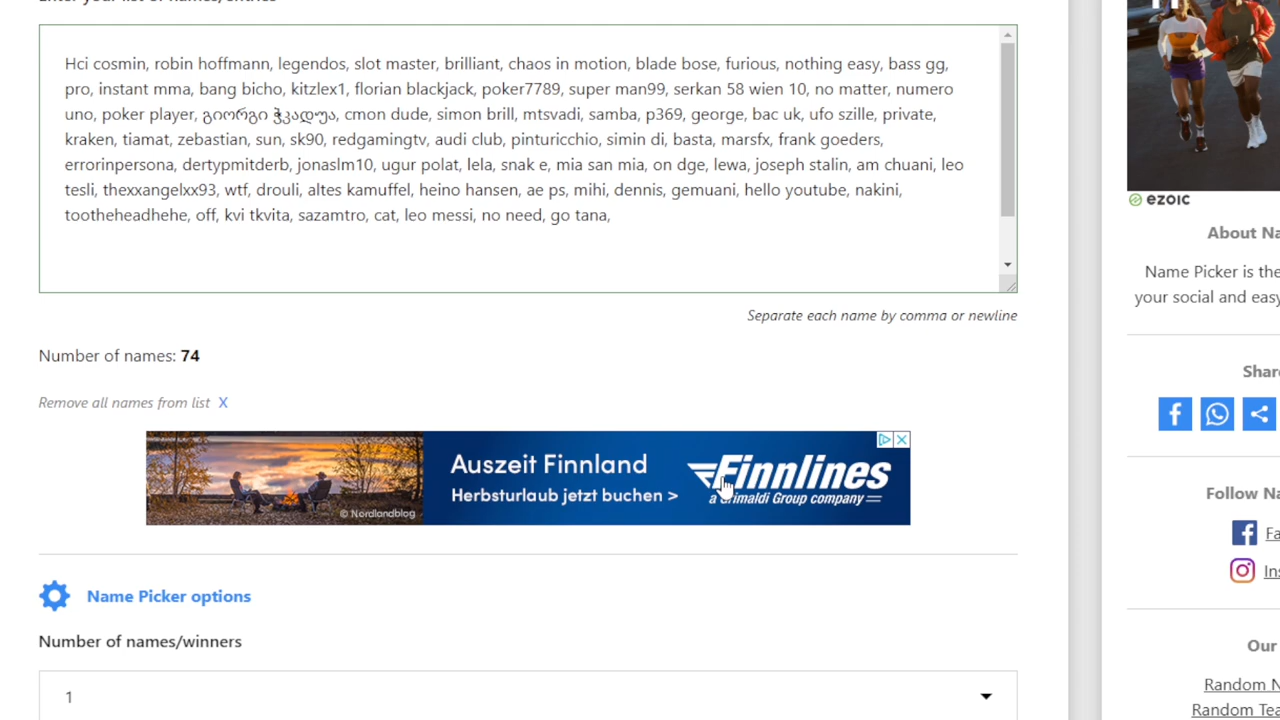 Hci cosmin, robin hoffmann, legendos, slot master, brilliant, chaos in motion, blade bose, furious, nothing easy, bass gg,
pro, instant mma, bang bicho, kitzlex1, florian blackjack, poker7789, super man99, serkan 58 wien 10, no matter, numero
uno, poker player, გიორგი ჭკადუა, cmon dude, simon brill, mtsvadi, samba, p369, george, bac uk, ufo szille, private,
kraken, tiamat, zebastian, sun, sk90, redgamingtv, audi club, pinturicchio, simin di, basta, marsfx, frank goeders,
errorinpersona, dertypmitderb, jonaslm10, ugur polat, lela, snak e, mia san mia, on dge, lewa, joseph stalin, am chuani, leo
tesli, thexxangelxx93, wtf, drouli, altes kamuffel, heino hansen, ae ps, mihi, dennis, gemuani, hello youtube, nakini,
tootheheadhehe, off, kvi tkvita, sazamtro, cat, leo messi, no need, go tana,
Separate each name by comma or newline
Number of names: 74
Remove all names from list X
Auszeit Finnland
Herbsturlaub jetzt buchen >
© Nordlandblog
Finnlines
a Grimaldi Group company
Name Picker options
Number of names/winners
1
ezoic
About Na
Name Picker is the
your social and easy
Share
Follow Na
Fa
Ins
Our
Random N
Random Tea